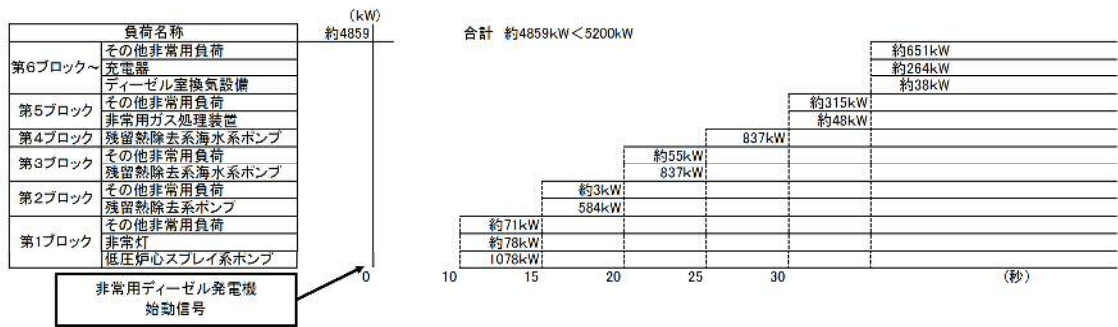 (kW)
負荷名称 約4859 合計 約4859kW<5200kW
第6ブロック~ その他非常用負荷 約651kW
充電器 約264kW
ディーゼル室換気設備 約38kW
第5ブロック その他非常用負荷 約315kW
非常用ガス処理装置 約48kW
第4ブロック 残留熱除去系海水系ポンプ 837kW
第3ブロック その他非常用負荷 約55kW
残留熱除去系海水系ポンプ 837kW
第2ブロック その他非常用負荷 約3kW
残留熱除去系ポンプ 584kW
第1ブロック その他非常用負荷 約71kW
非常灯 約78kW
低圧炉心スプレイ系ポンプ 1078kW
0 10 15 20 25 30 (秒)
非常用ディーゼル発電機
始動信号